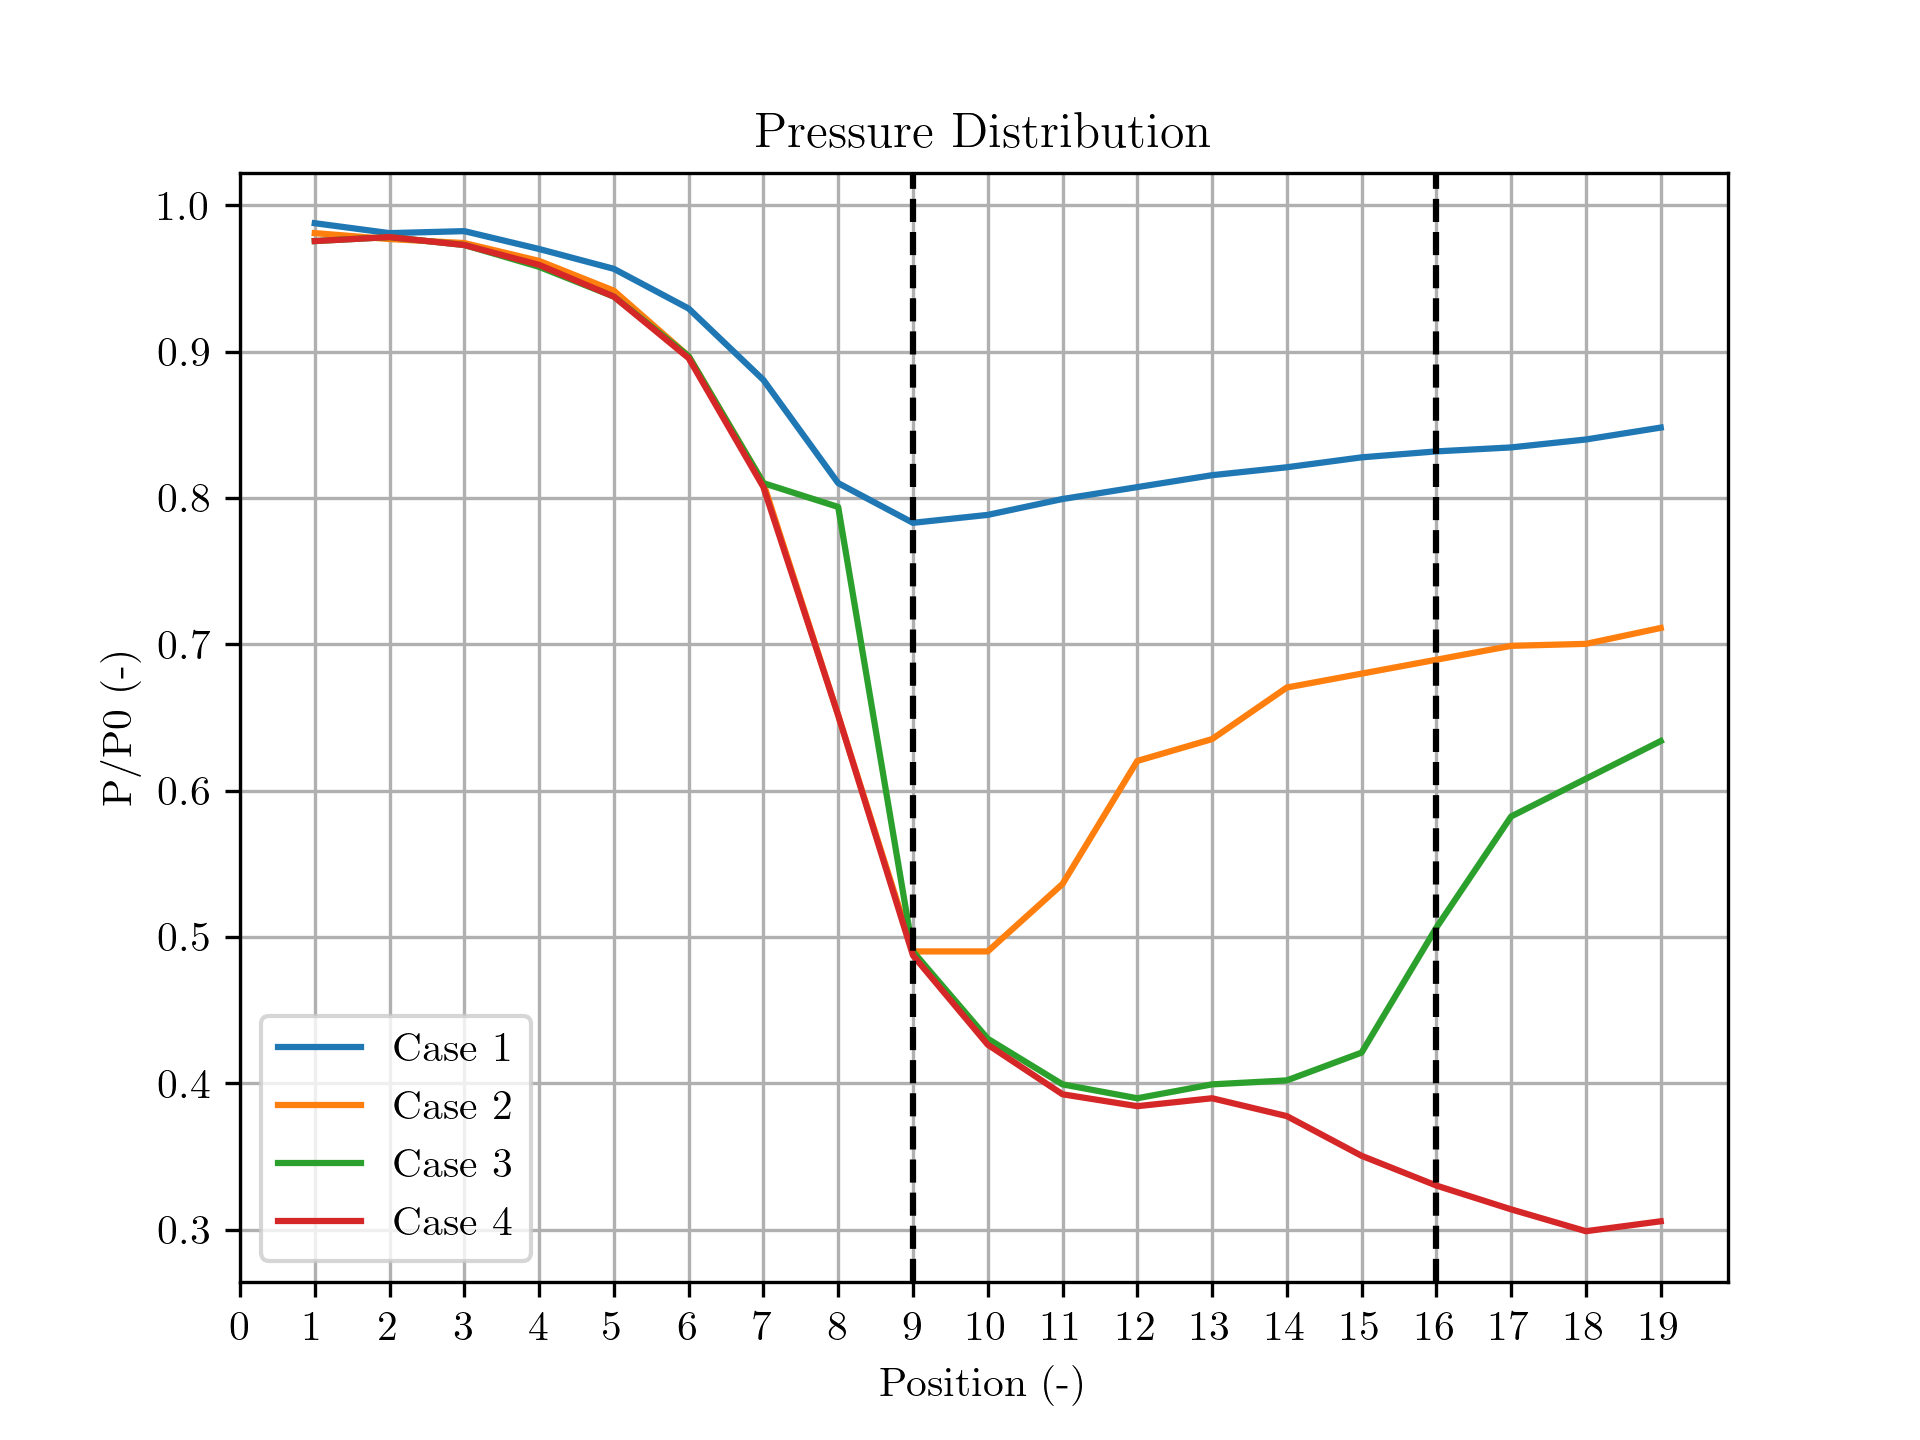 Pressure Distribution
1.0
0.9
0.8
0.7
0.6
0.5
0.4
0.3
P/P0 (-)
Case 1
Case 2
Case 3
Case 4
0 1 2 3 4 5 6 7 8 9 10 11 12 13 14 15 16 17 18 19
Position (-)